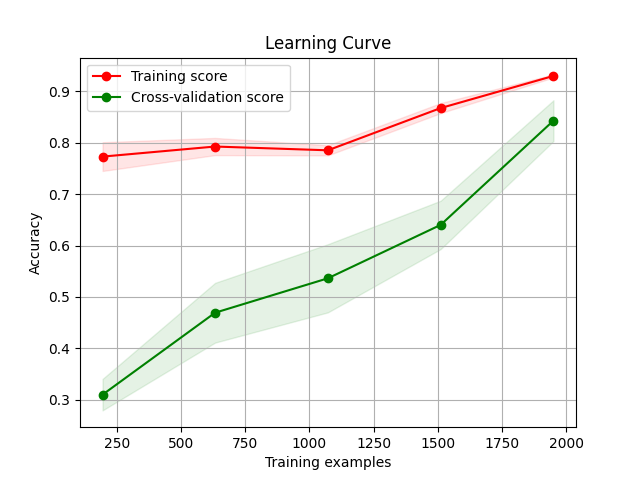 Learning Curve
Training score
Cross-validation score
0.9
0.8
0.7
0.6
0.5
0.4
0.3
Accuracy
250 500 750 1000 1250 1500 1750 2000
Training examples